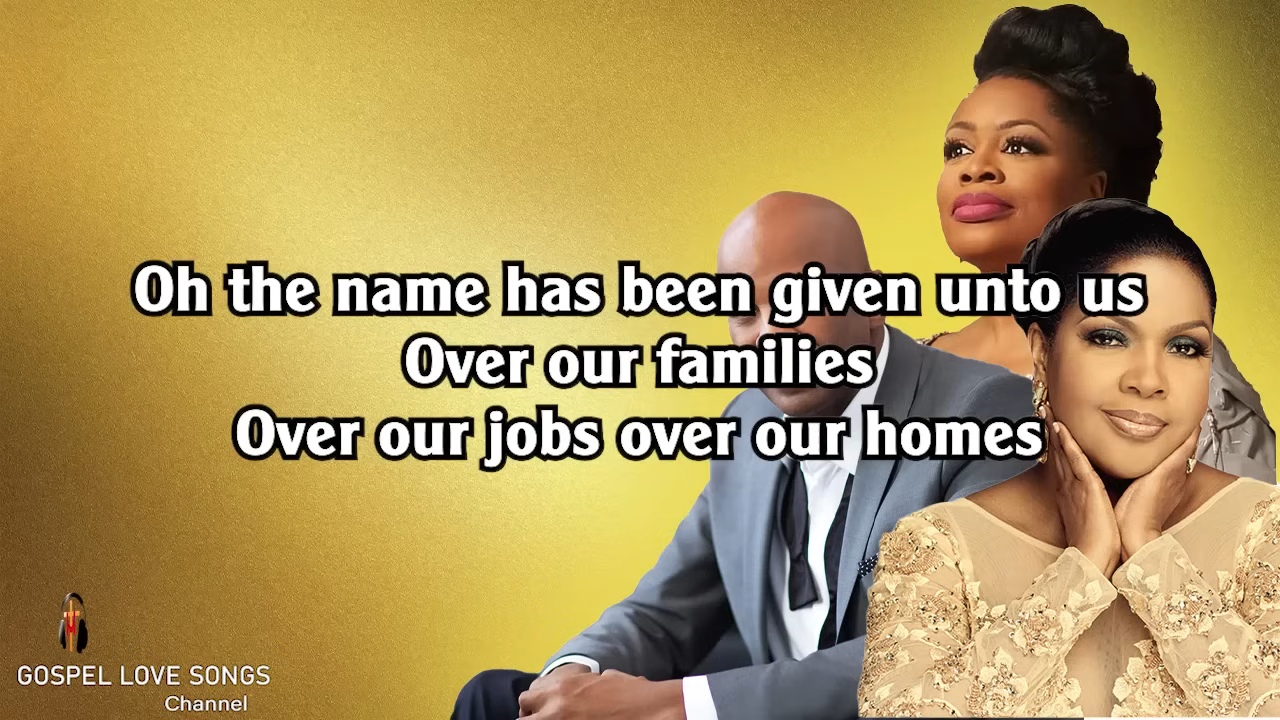 Oh the name has been given unto us
Over our families
Over our jobs over our homes
GOSPEL LOVE SONGS
Channel